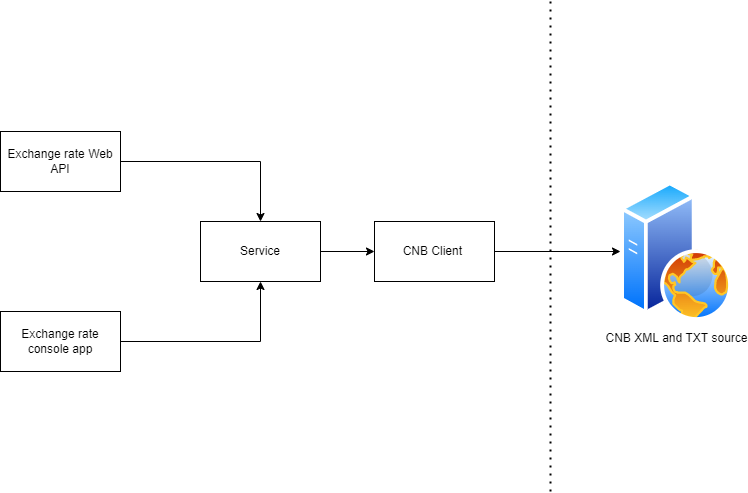 Exchange rate Web
API
Service
CNB Client
Exchange rate
console app
CNB XML and TXT source